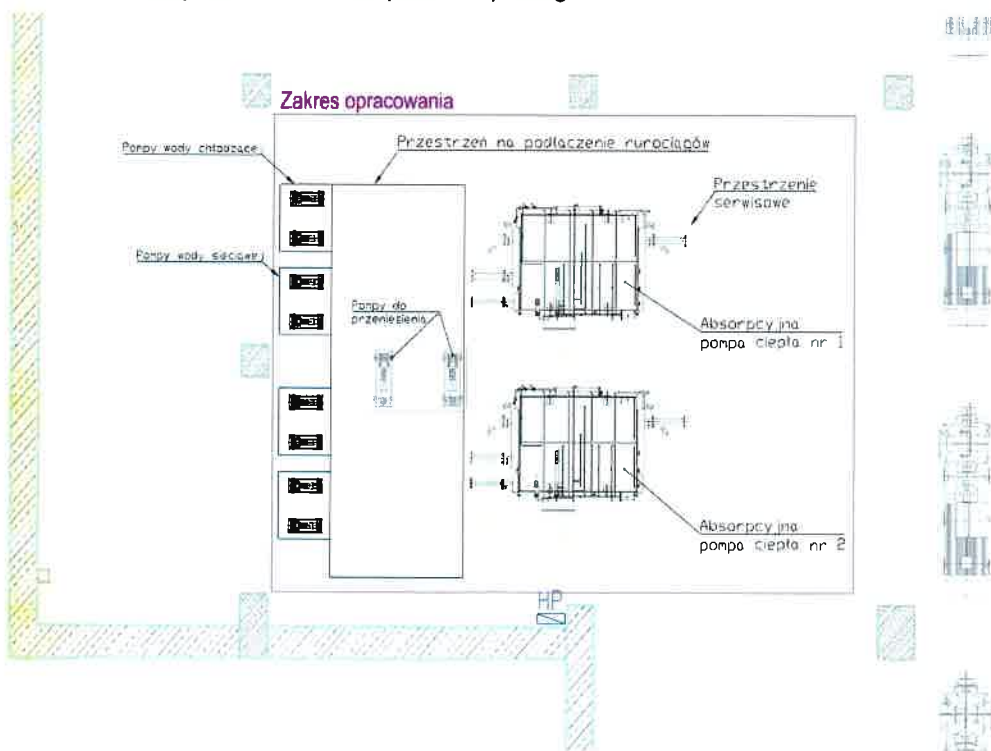 Zakres opracowania
Pompy wody chłodzącej
Przestrzeń na podłączenie rurociągów
Przestrzenie
serwisowe
Pompy wody sieciowej
Pompy do
przeniesienia
Absorpcyjna
pompa ciepła nr 1
Absorpcyjna
pompa ciepła nr 2
HP